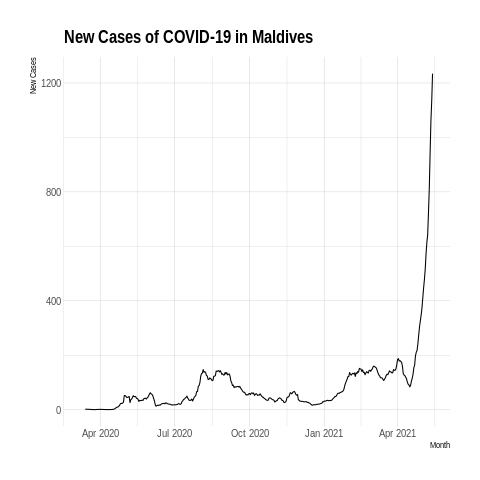 New Cases of COVID-19 in Maldives
New Cases
1200
800
400
0
Apr 2020 Jul 2020 Oct 2020 Jan 2021 Apr 2021
Month